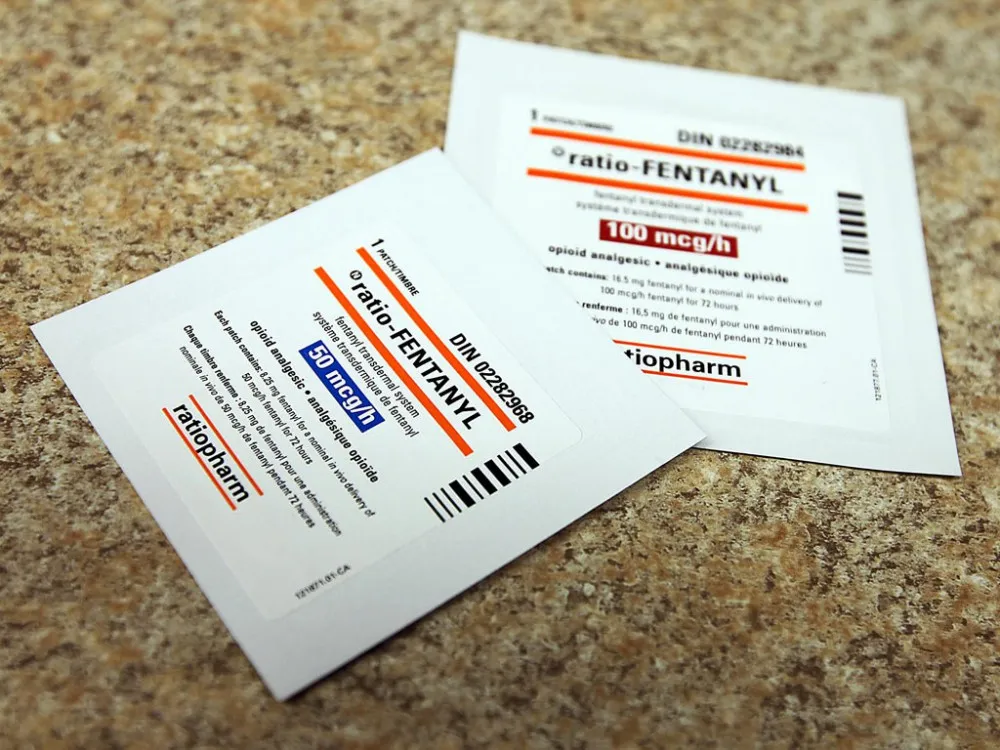 1 PATCH/TIMBRE
DIN 02282968
ratio-FENTANYL
fentanyl transdermal system
système transdermique de fentanyl
50 mcg/h
opioid analgesic • analgésique opioïde
Each patch contains: 8,25 mg fentanyl for a nominal in vivo delivery of
50 mcg/h fentanyl for 72 hours
Chaque timbre renferme : 8,25 mg de fentanyl pour une administration
nominale in vivo de 50 mcg/h de fentanyl pendant 72 heures
ratiopharm
121871.01-CA
1 PATCH/TIMBRE
DIN 02282984
ratio-FENTANYL
fentanyl transdermal system
système transdermique de fentanyl
100 mcg/h
opioid analgesic • analgésique opioïde
patch contains: 16.5 mg fentanyl for a nominal in vivo delivery of
100 mcg/h fentanyl for 72 hours
renferme : 16,5 mg de fentanyl pour une administration
de 100 mcg/h de fentanyl pendant 72 heures
tiopharm